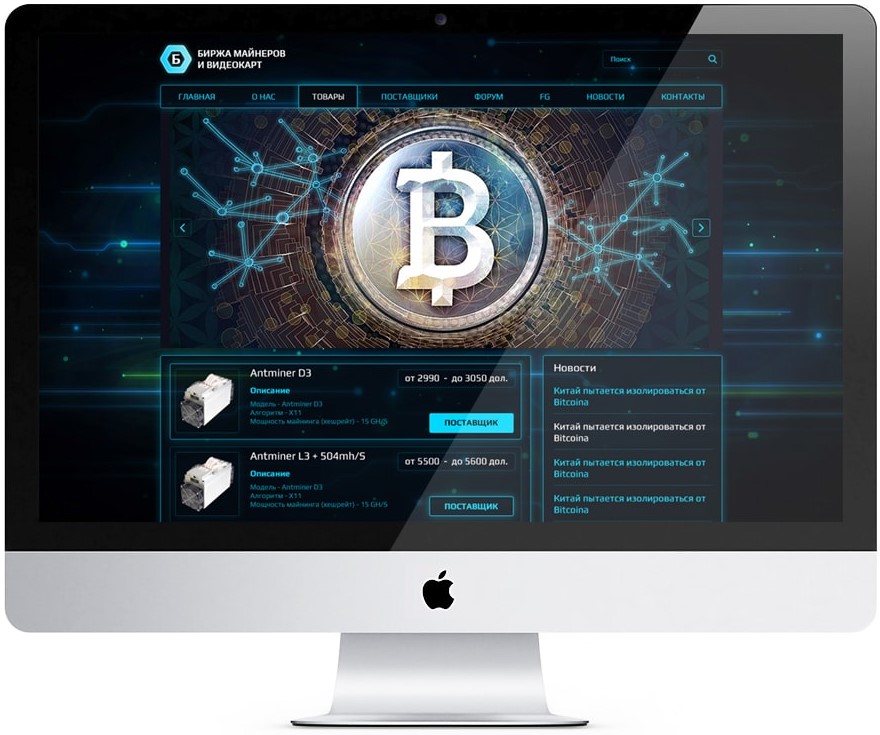 Б
БИРЖА МАЙНЕРОВ
И ВИДЕОКАРТ
Поиск
ГЛАВНАЯ О НАС ТОВАРЫ ПОСТАВЩИКИ ФОРУМ FG НОВОСТИ КОНТАКТЫ
Antminer D3
от 2990 - до 3050 дол.
Описание
Модель - Antminer D3
Алгоритм - X11
Мощность майнинга (хешрейт) - 15 GH/S
ПОСТАВЩИК
Antminer L3 + 504mh/S
от 5500 - до 5600 дол.
Описание
Модель - Antminer D3
Алгоритм - X11
Мощность майнинга (хешрейт) - 15 GH/S
ПОСТАВЩИК
Новости
Китай пытается изолироваться от
Bitcoina
Китай пытается изолироваться от
Bitcoina
Китай пытается изолироваться от
Bitcoina
Китай пытается изолироваться от
Bitcoina